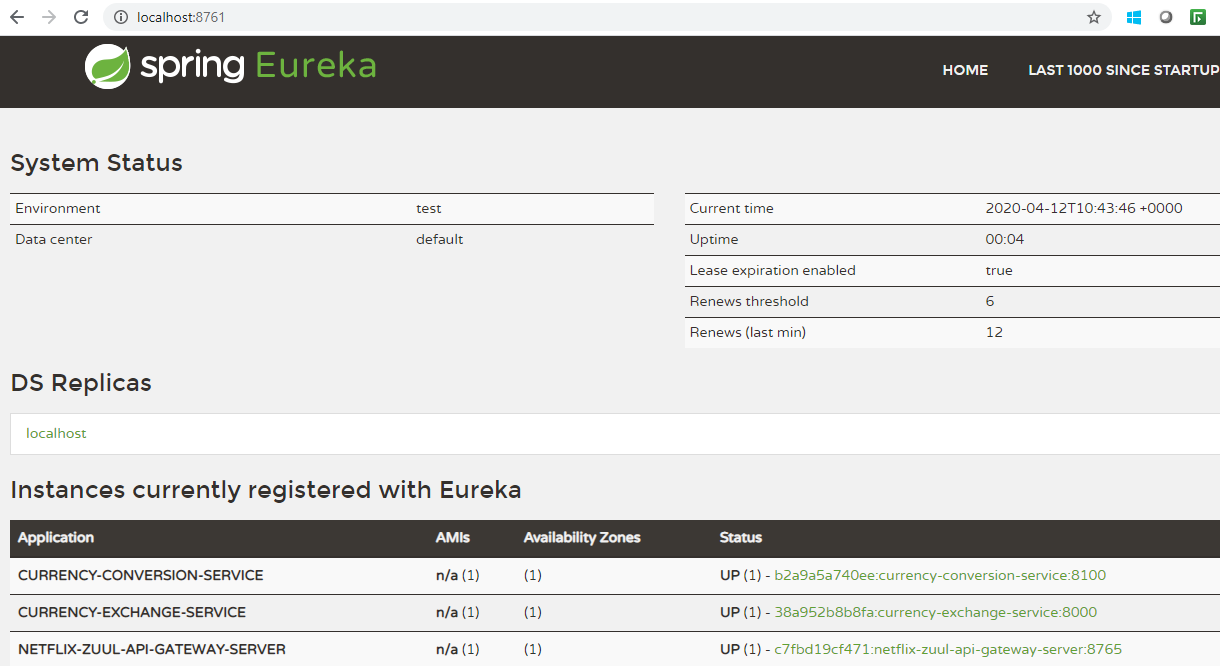 localhost:8761
spring Eureka
HOME LAST 1000 SINCE STARTUP
System Status
Environment test
Data center default
Current time 2020-04-12T10:43:46 +0000
Uptime 00:04
Lease expiration enabled true
Renews threshold 6
Renews (last min) 12
DS Replicas
localhost
Instances currently registered with Eureka
Application AMIs Availability Zones Status
CURRENCY-CONVERSION-SERVICE n/a (1) (1) UP (1) - b2a9a5a740ee:currency-conversion-service:8100
CURRENCY-EXCHANGE-SERVICE n/a (1) (1) UP (1) - 38a952b8b8fa:currency-exchange-service:8000
NETFLIX-ZUUL-API-GATEWAY-SERVER n/a (1) (1) UP (1) - c7fbd19cf471:netflix-zuul-api-gateway-server:8765